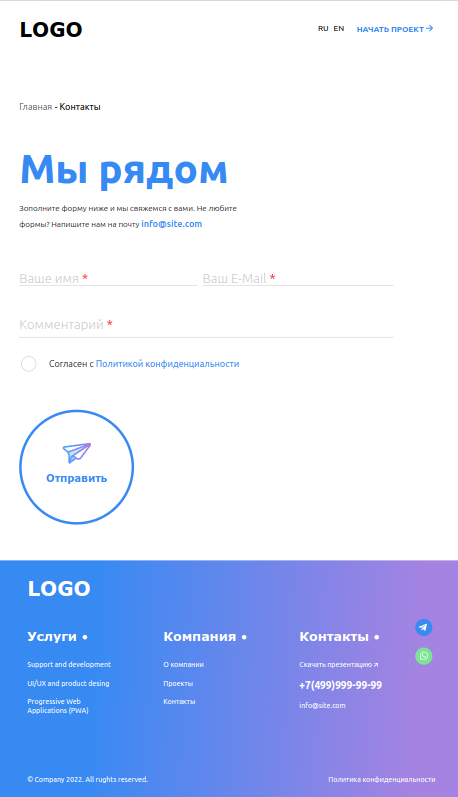 LOGO
RU EN НАЧАТЬ ПРОЕКТ
Главная - Контакты
Мы рядом
Зополните форму ниже и мы свяжемся с вами. Не любите
формы? Напишите нам на почту info@site.com
Ваше имя * Ваш E-Mail *
Комментарий *
Согласен с Политикой конфиденциальности
Отправить
LOGO
Услуги •
Support and development
UI/UX and product desing
Progressive Web
Applications (PWA)
Компания •
О компании
Проекты
Контакты
Контакты •
Скачать презентацию
+7(499)999-99-99
info@site.com
© Company 2022. All rughts reserved.
Политика конфиденциальности